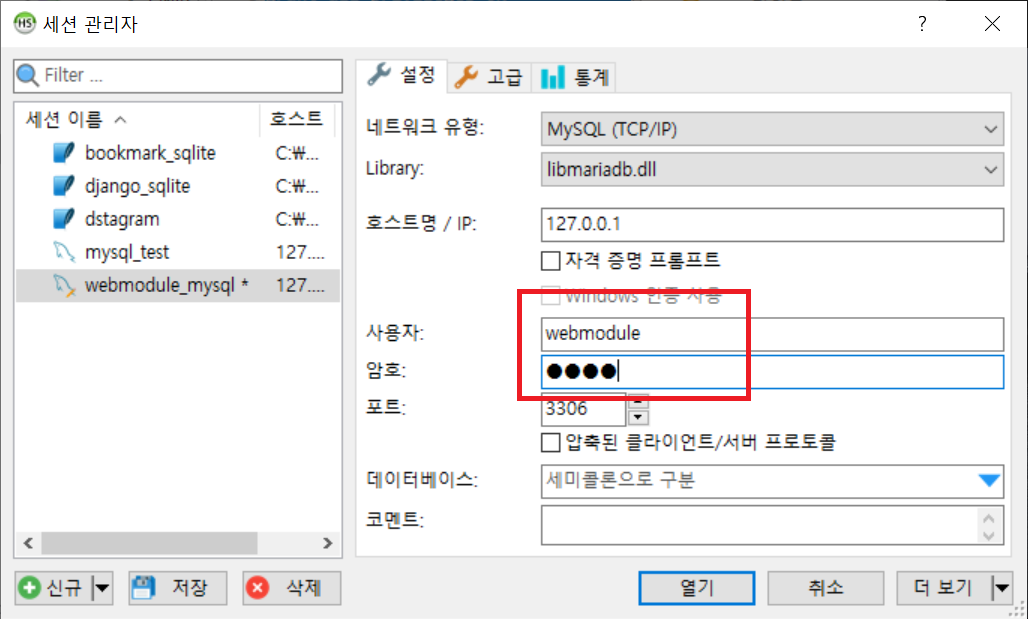 HS 세션 관리자
Filter ...
세션 이름 호스트
bookmark_sqlite C:₩...
django_sqlite C:₩...
dstagram C:₩...
mysql_test 127....
webmodule_mysql * 127....
신규 저장 삭제
설정 고급 통계
네트워크 유형: MySQL (TCP/IP)
Library: libmariadb.dll
호스트명 / IP: 127.0.0.1
자격 증명 프롬프트
Windows 인증 사용
사용자: webmodule
암호: ●●●●
포트: 3306
압축된 클라이언트/서버 프로토콜
데이터베이스: 세미콜론으로 구분
코멘트:
열기 취소 더 보기